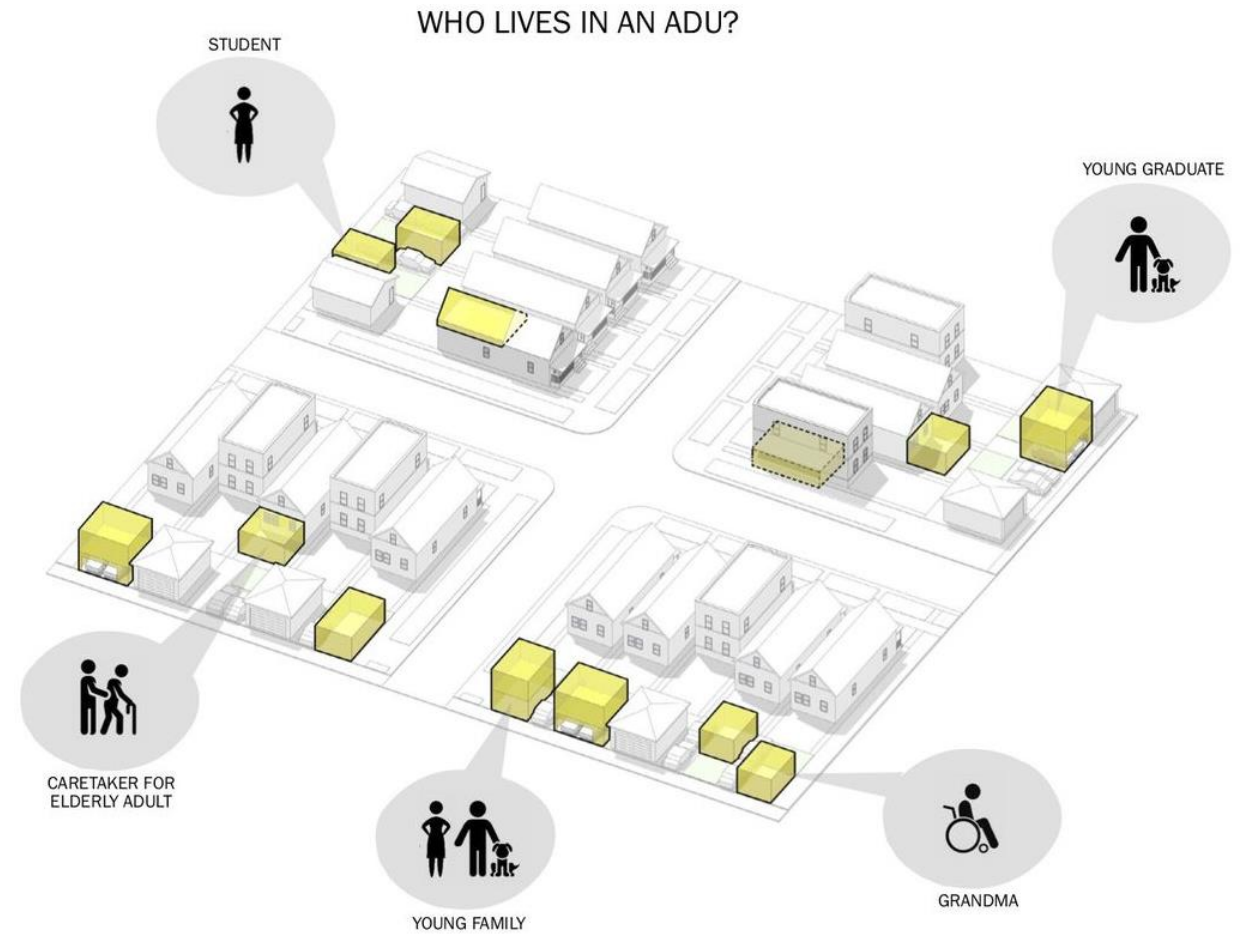 WHO LIVES IN AN ADU?
STUDENT
YOUNG GRADUATE
CARETAKER FOR
ELDERLY ADULT
YOUNG FAMILY
GRANDMA